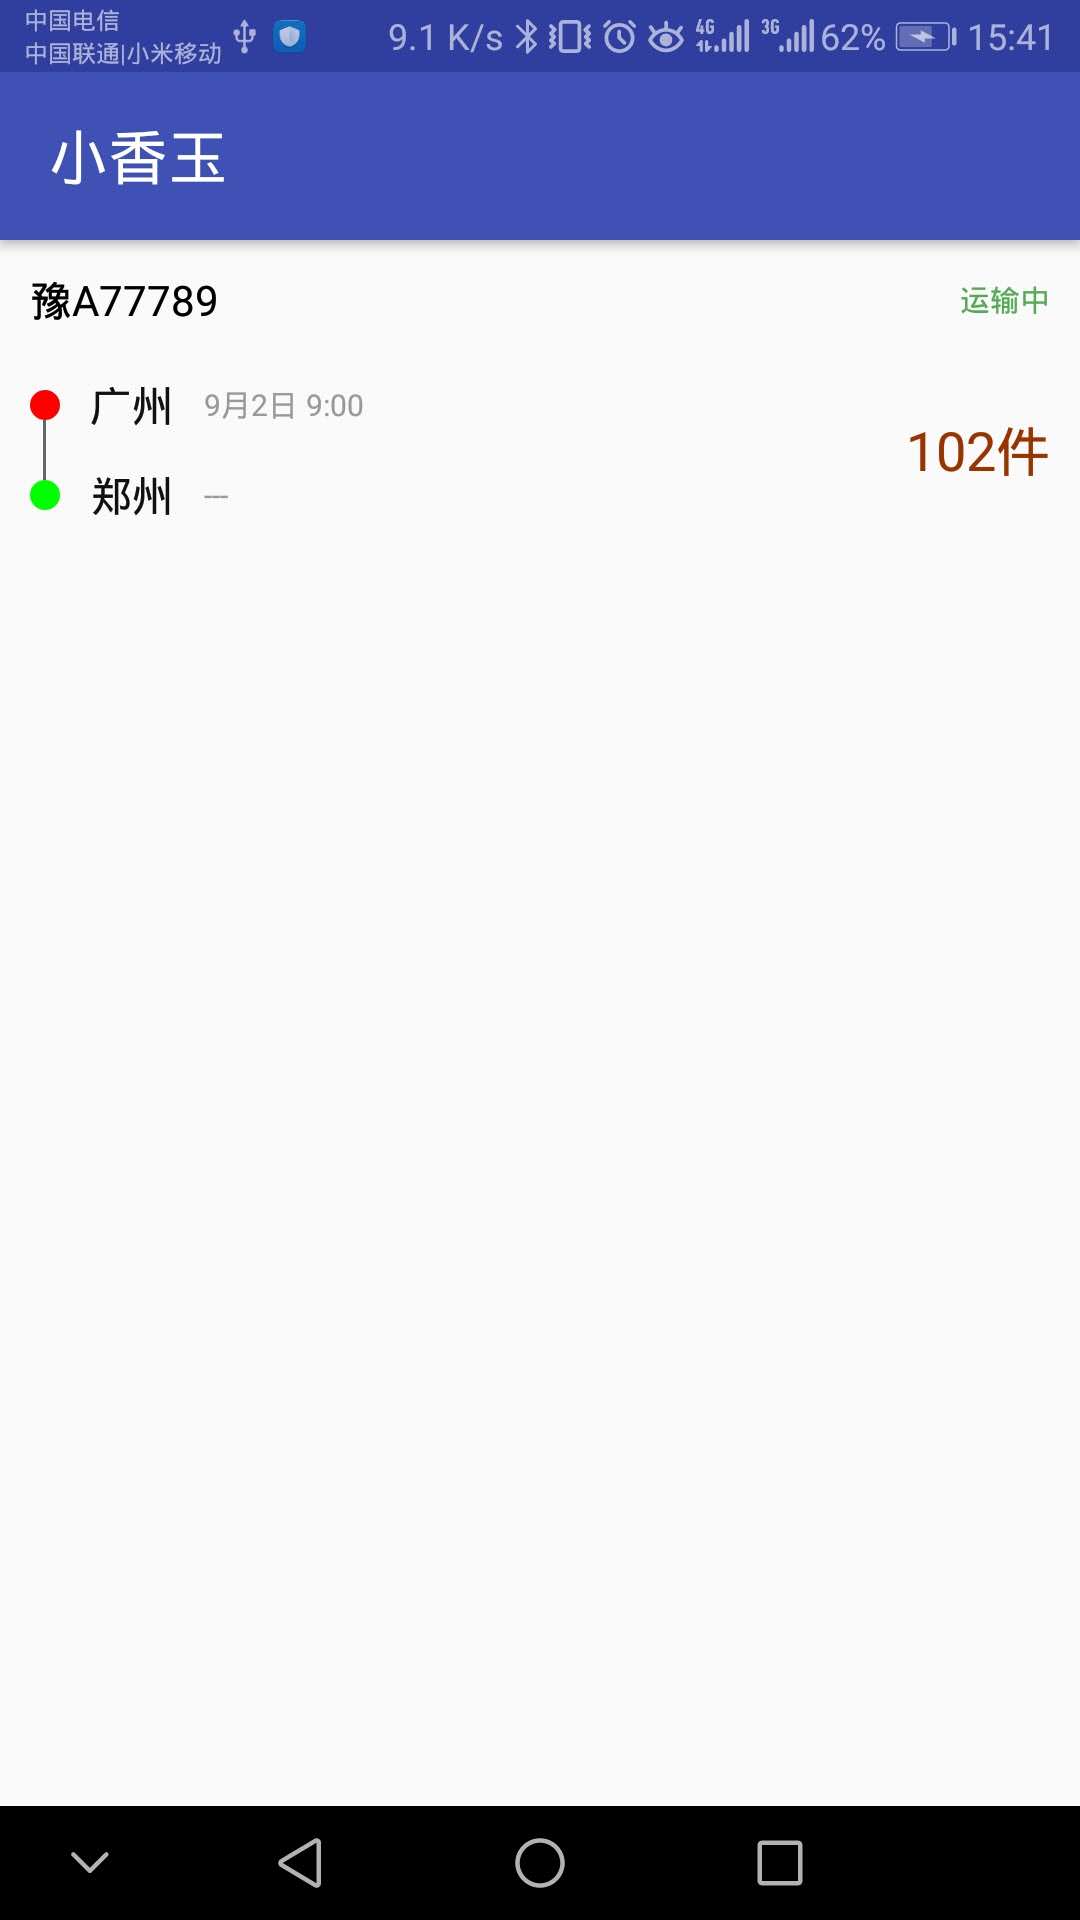 中国电信
中国联通|小米移动
9.1 K/s 4G 3G 62% 15:41
小香玉
豫A77789 运输中
广州 9月2日 9:00
102件
郑州 ---